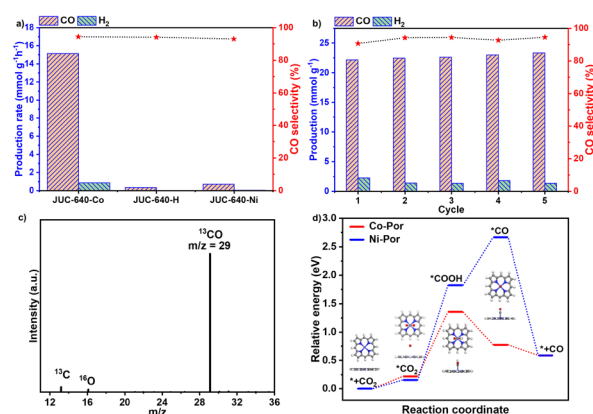 a)
CO H2
Production rate (mmol g-1h-1)
18
16
14
12
10
8
6
4
2
0
JUC-640-Co JUC-640-H JUC-640-Ni
100
80
60
40
20
0
CO selectivity (%)
b)
CO H2
Production (mmol g-1)
25
20
15
10
5
0
1 2 3 4 5
Cycle
100
80
60
40
20
0
CO selectivity (%)
c)
Intensity (a.u.)
13CO
m/z = 29
13C
16O
12 16 20 24 28 32 36
m/z
d)
Relative energy (eV)
3.0
2.5
2.0
1.5
1.0
0.5
0.0
Co-Por
Ni-Por
*CO
*COOH
*CO2
*+CO2
*+CO
Reaction coordinate